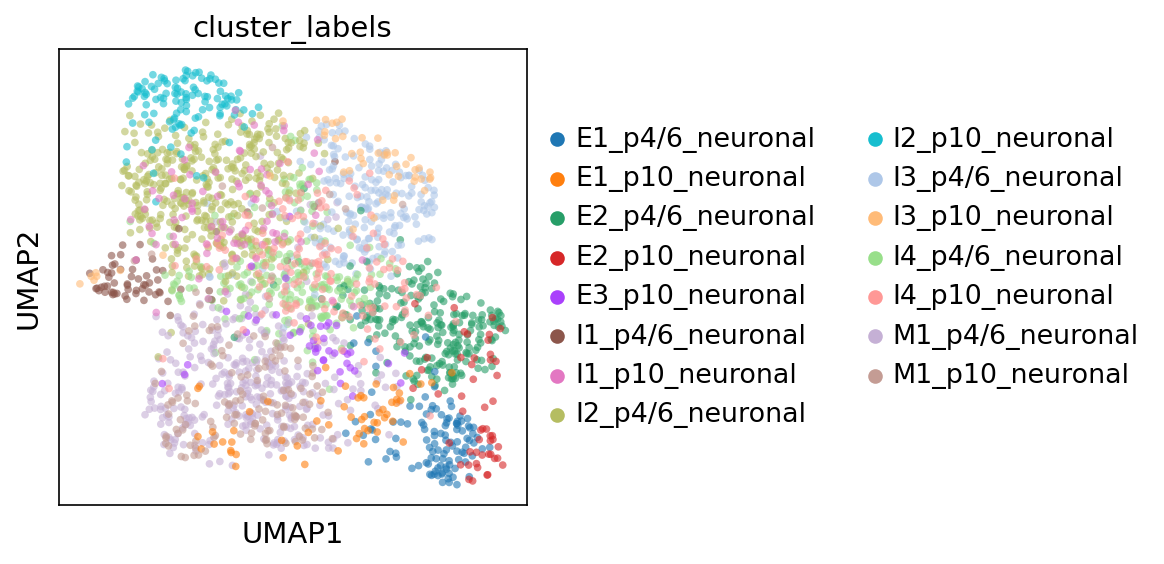 cluster_labels
UMAP2
UMAP1
E1_p4/6_neuronal
E1_p10_neuronal
E2_p4/6_neuronal
E2_p10_neuronal
E3_p10_neuronal
I1_p4/6_neuronal
I1_p10_neuronal
I2_p4/6_neuronal
I2_p10_neuronal
I3_p4/6_neuronal
I3_p10_neuronal
I4_p4/6_neuronal
I4_p10_neuronal
M1_p4/6_neuronal
M1_p10_neuronal